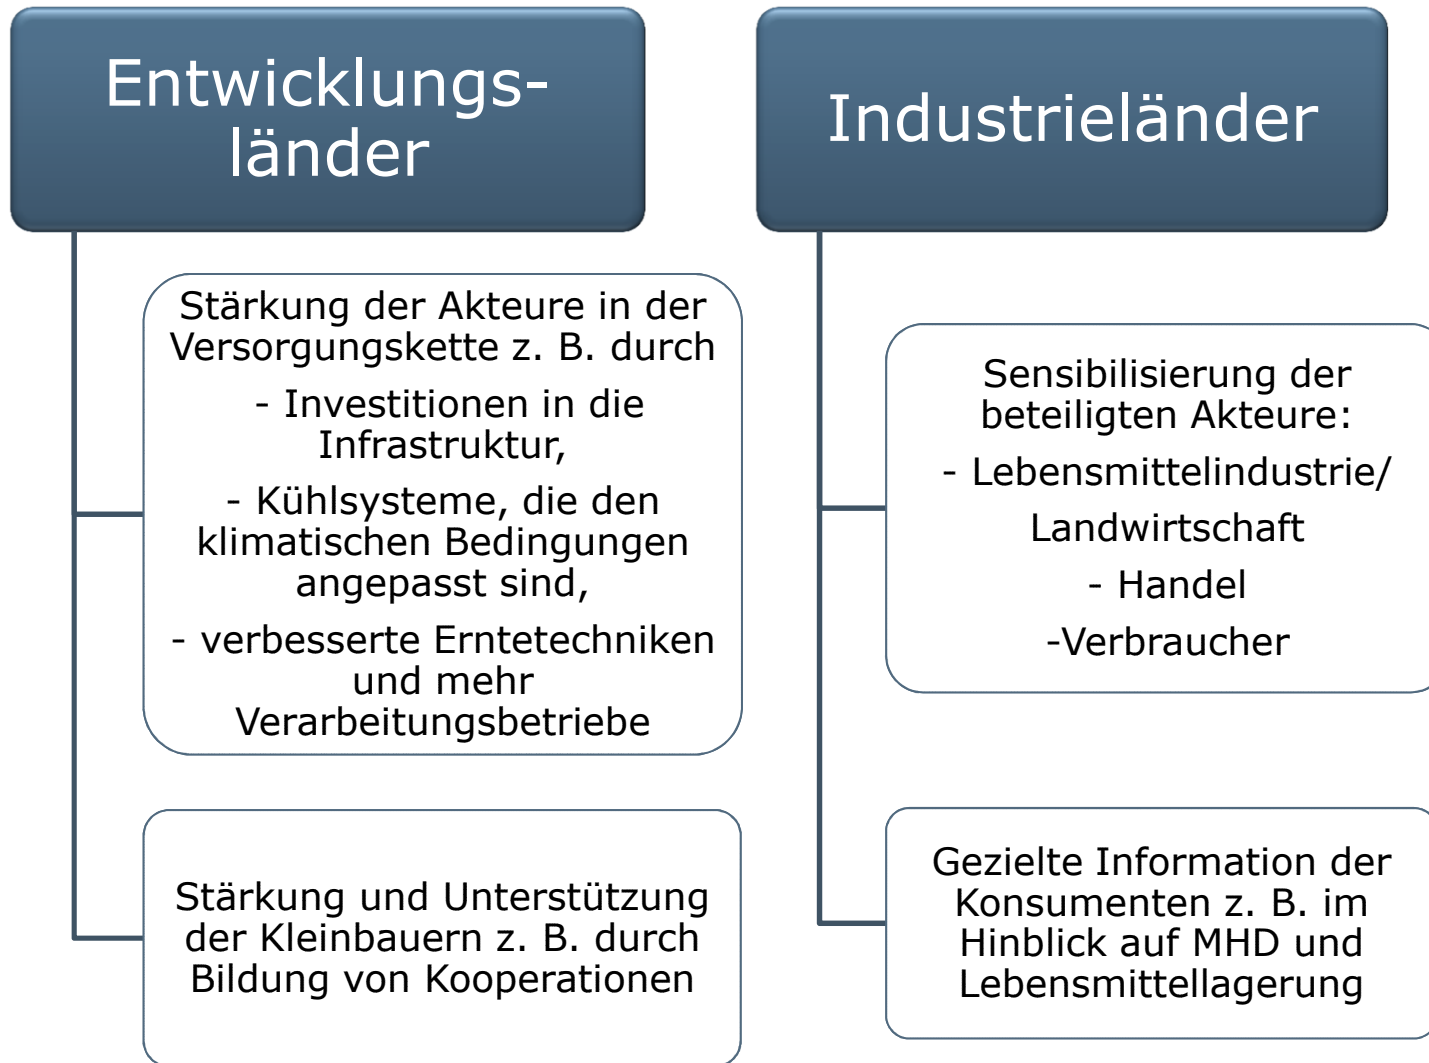 Entwicklungs-
länder
Stärkung der Akteure in der
Versorgungskette z. B. durch
- Investitionen in die
Infrastruktur,
- Kühlsysteme, die den
klimatischen Bedingungen
angepasst sind,
- verbesserte Erntetechniken
und mehr
Verarbeitungsbetriebe
Stärkung und Unterstützung
der Kleinbauern z. B. durch
Bildung von Kooperationen
Industrieländer
Sensibilisierung der
beteiligten Akteure:
- Lebensmittelindustrie/
Landwirtschaft
- Handel
-Verbraucher
Gezielte Information der
Konsumenten z. B. im
Hinblick auf MHD und
Lebensmittellagerung